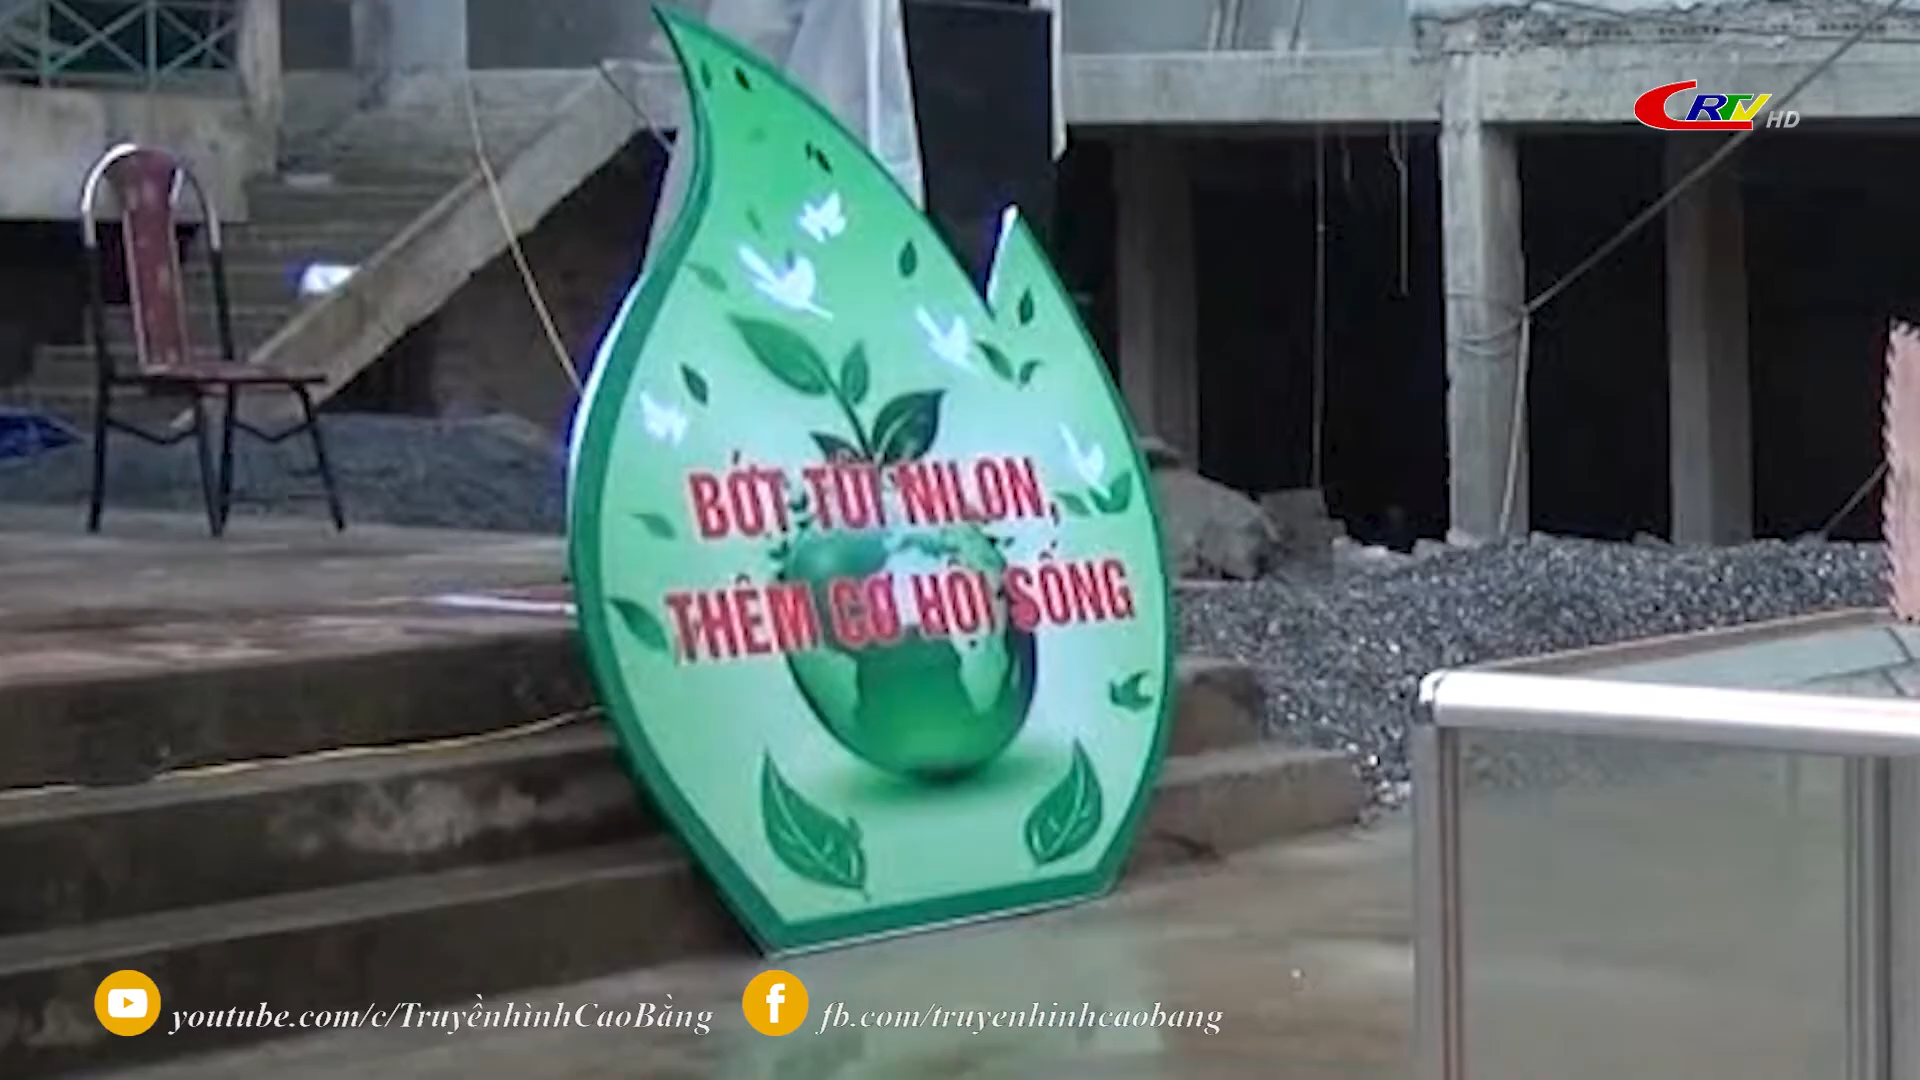 CRTV HD
BỚT TÚI NILON,
THÊM CƠ HỘI SỐNG
youtube.com/c/TruyềnhìnhCaoBằng
fb.com/truyenhinhcaobang